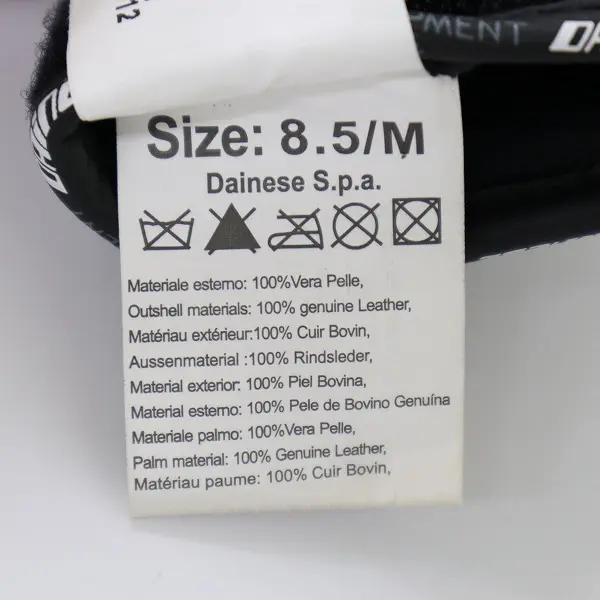 12
PMENT
Size: 8.5/M
Dainese S.p.a.
Materiale esterno: 100%Vera Pelle,
Outshell materials: 100% genuine Leather,
Matériau extérieur:100% Cuir Bovin,
Aussenmaterial :100% Rindsleder,
Material exterior: 100% Piel Bovina,
Material esterno: 100% Pele de Bovino Genuína
Materiale palmo: 100%Vera Pelle,
Palm material: 100% Genuine Leather,
Matériau paume: 100% Cuir Bovin,